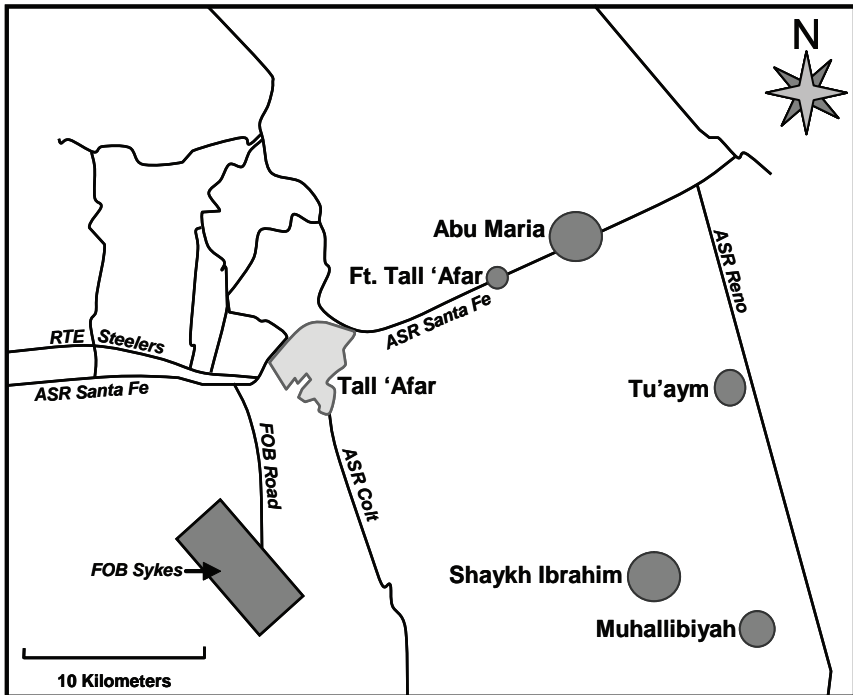 N
Abu Maria
Ft. Tall ‘Afar
ASR Santa Fe
ASR Reno
RTE Steelers
ASR Santa Fe
Tall ‘Afar
Tu’aym
FOB Road
ASR Colt
FOB Sykes
Shaykh Ibrahim
Muhallibiyah
10 Kilometers